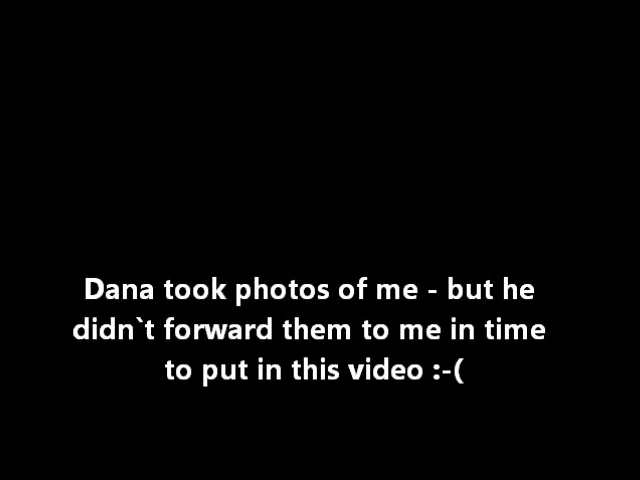 Dana took photos of me - but he
didn`t forward them to me in time
to put in this video :-(